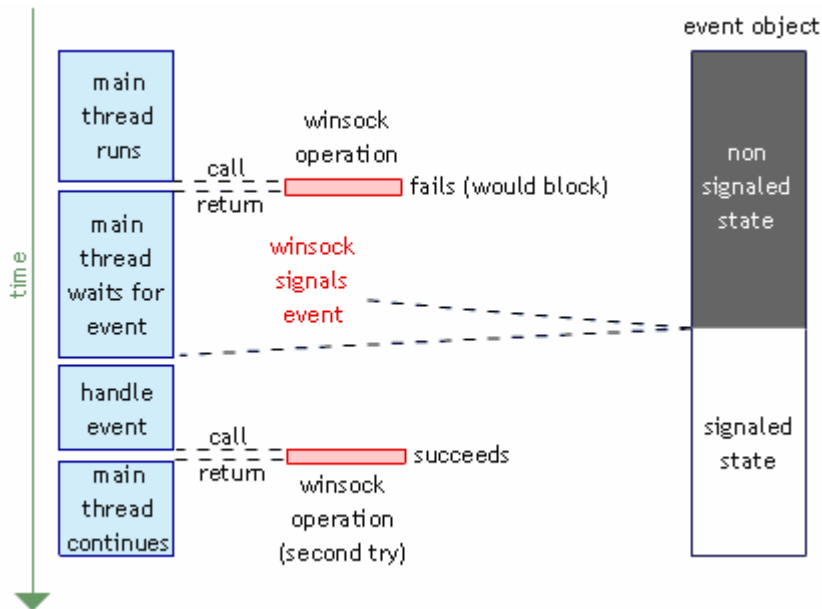 event object
main
thread
runs
winsock
operation
call
return
fails (would block)
non
signaled
state
time
main
thread
waits for
event
winsock
signals
event
handle
event
call
return
succeeds
signaled
state
main
thread
continues
winsock
operation
(second try)